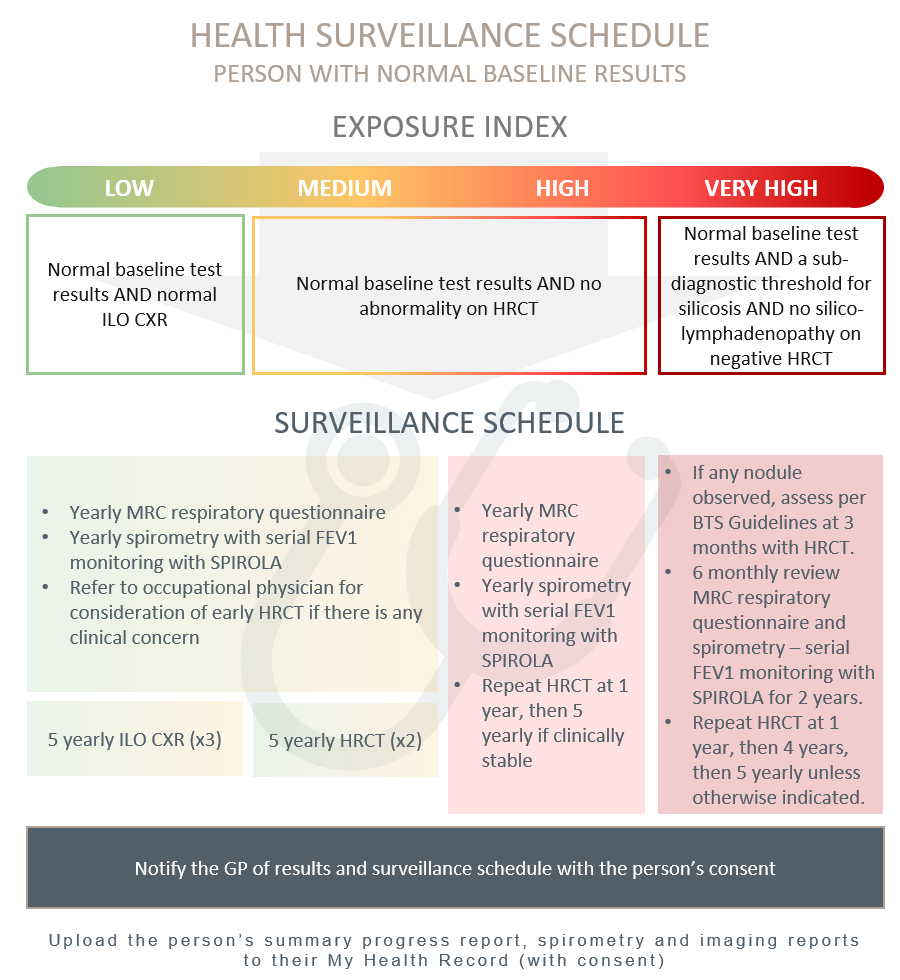 HEALTH SURVEILLANCE SCHEDULE
PERSON WITH NORMAL BASELINE RESULTS
EXPOSURE INDEX
LOW
MEDIUM
HIGH
VERY HIGH
Normal baseline test
results AND normal
ILO CXR
Normal baseline test results AND no
abnormality on HRCT
Normal baseline test
results AND a sub-
diagnostic threshold for
silicosis AND no silico-
lymphadenopathy on
negative HRCT
SURVEILLANCE SCHEDULE
• Yearly MRC respiratory questionnaire
• Yearly spirometry with serial FEV1
monitoring with SPIROLA
• Refer to occupational physician for
consideration of early HRCT if there is any
clinical concern
5 yearly ILO CXR (x3)
5 yearly HRCT (x2)
• Yearly MRC
respiratory
questionnaire
• Yearly spirometry
with serial FEV1
monitoring with
SPIROLA
• Repeat HRCT at 1
year, then 5
yearly if clinically
stable
• If any nodule
observed, assess per
BTS Guidelines at 3
months with HRCT.
• 6 monthly review
MRC respiratory
questionnaire and
spirometry – serial
FEV1 monitoring with
SPIROLA for 2 years.
• Repeat HRCT at 1
year, then 4 years,
then 5 yearly unless
otherwise indicated.
Notify the GP of results and surveillance schedule with the person’s consent
Upload the person’s summary progress report, spirometry and imaging reports
to their My Health Record (with consent)